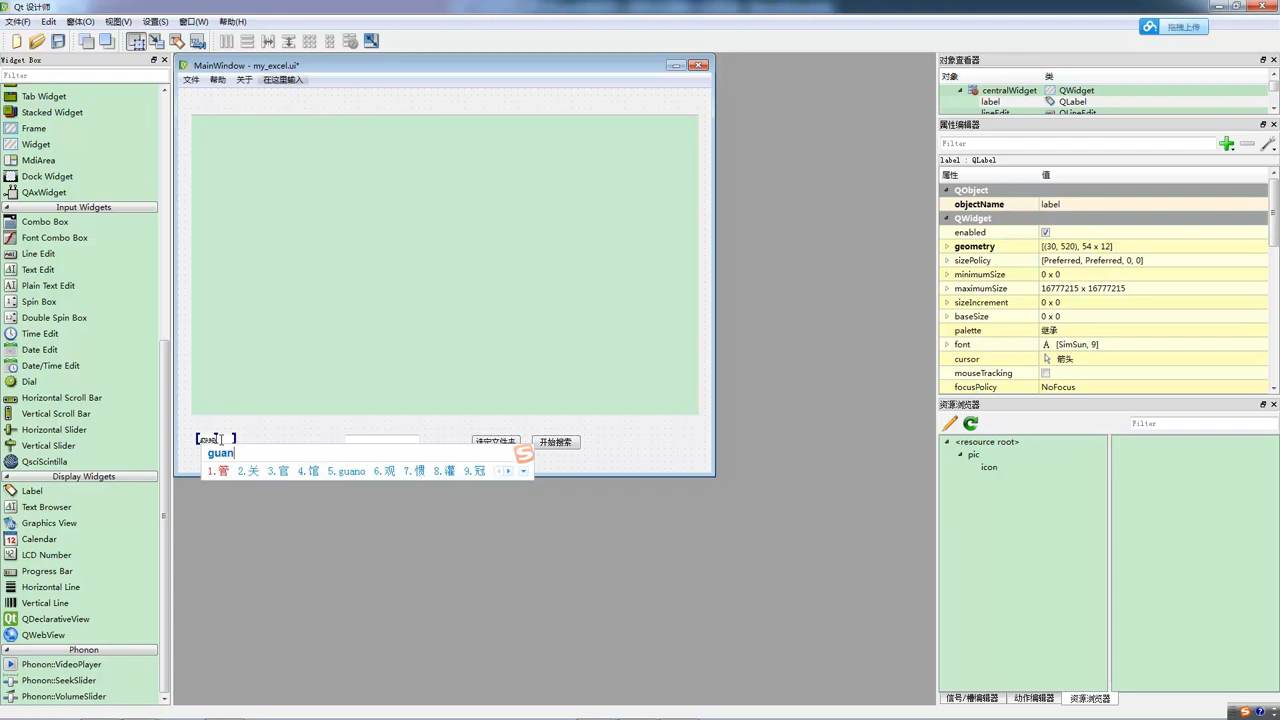 Qt 设计师
文件(F) Edit 窗体(O) 视图(V) 设置(S) 窗口(W) 帮助(H)
拖拽上传
Widget Box
Filter
Tab Widget
Stacked Widget
Frame
Widget
MdiArea
Dock Widget
QAxWidget
Input Widgets
Combo Box
Font Combo Box
Line Edit
Text Edit
Plain Text Edit
Spin Box
Double Spin Box
Time Edit
Date Edit
Date/Time Edit
Dial
Horizontal Scroll Bar
Vertical Scroll Bar
Horizontal Slider
Vertical Slider
QsciScintilla
Display Widgets
Label
Text Browser
Graphics View
Calendar
LCD Number
Progress Bar
Horizontal Line
Vertical Line
QDeclarativeView
QWebView
Phonon
Phonon::VideoPlayer
Phonon::SeekSlider
Phonon::VolumeSlider
MainWindow - my_excel.ui*
文件 帮助 关于 在这里输入
开始搜索
guan
1.管 2.关 3.官 4.馆 5.guano 6.观 7.惯 8.灌 9.冠
对象查看器
对象 类
centralWidget QWidget
label QLabel
lineEdit QLineEdit
属性编辑器
Filter
label : QLabel
属性 值
QObject
objectName label
QWidget
enabled
geometry [(30, 520), 54 x 12]
sizePolicy [Preferred, Preferred, 0, 0]
minimumSize 0 x 0
maximumSize 16777215 x 16777215
sizeIncrement 0 x 0
baseSize 0 x 0
palette 继承
font A [SimSun, 9]
cursor 箭头
mouseTracking
focusPolicy NoFocus
资源浏览器
Filter
<resource root>
pic
icon
信号/槽编辑器 动作编辑器 资源浏览器